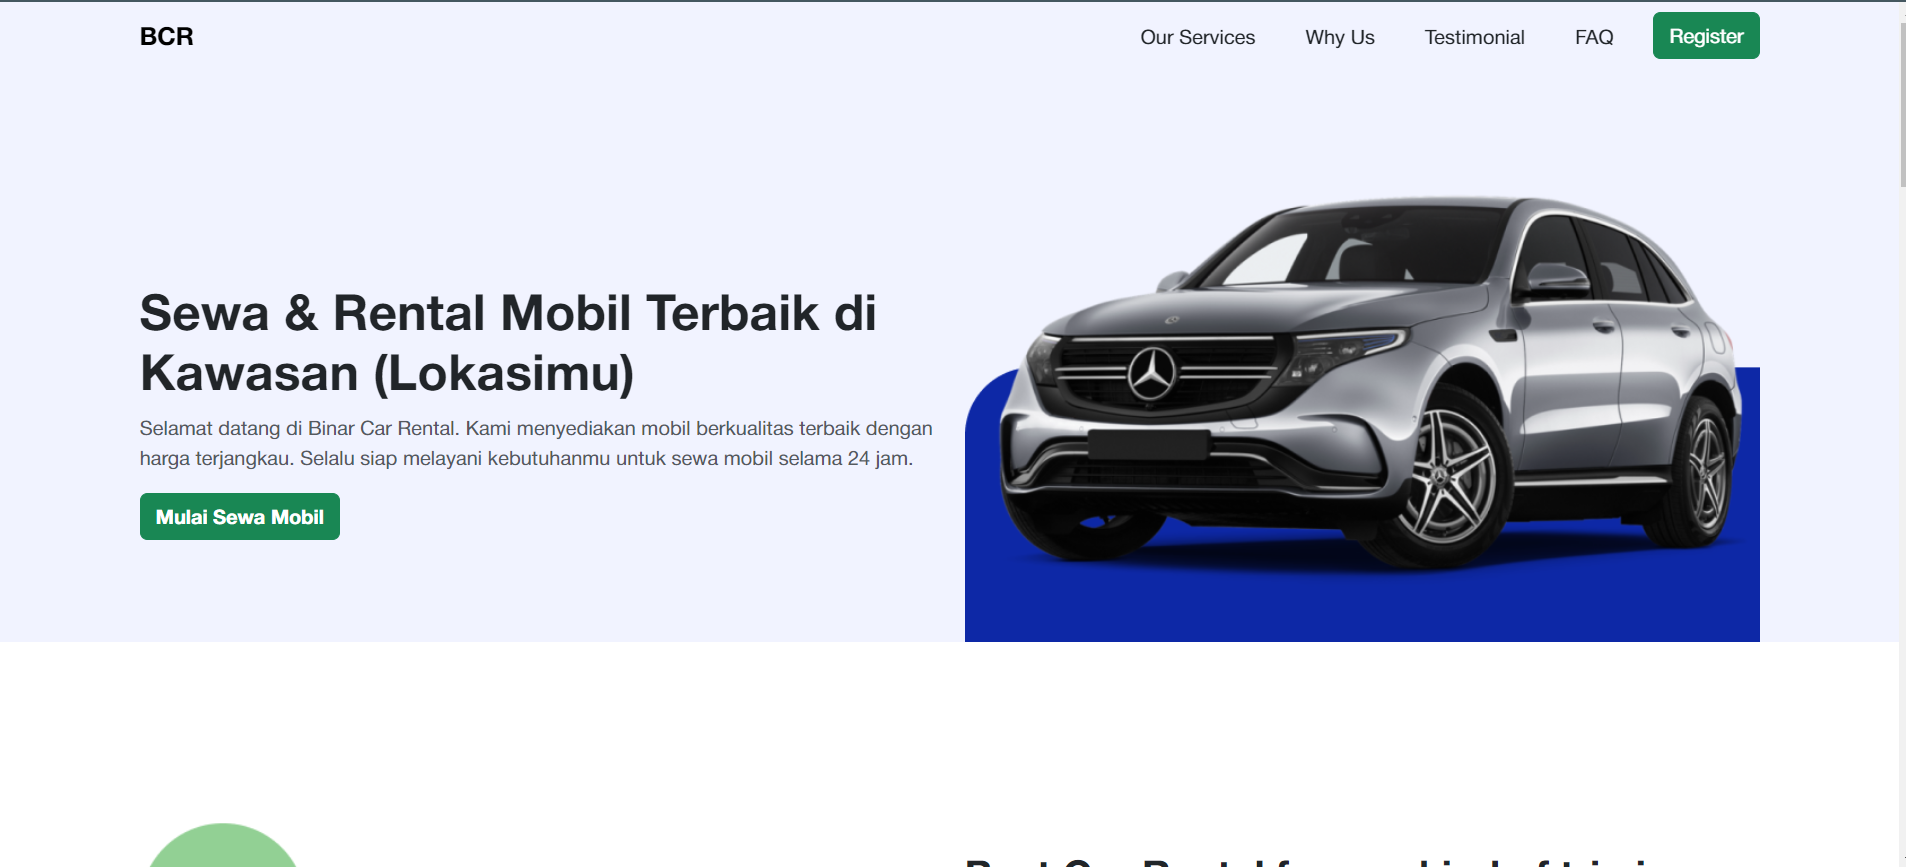 BCR
Our Services
Why Us
Testimonial
FAQ
Register
Sewa & Rental Mobil Terbaik di
Kawasan (Lokasimu)
Selamat datang di Binar Car Rental. Kami menyediakan mobil berkualitas terbaik dengan
harga terjangkau. Selalu siap melayani kebutuhanmu untuk sewa mobil selama 24 jam.
Mulai Sewa Mobil